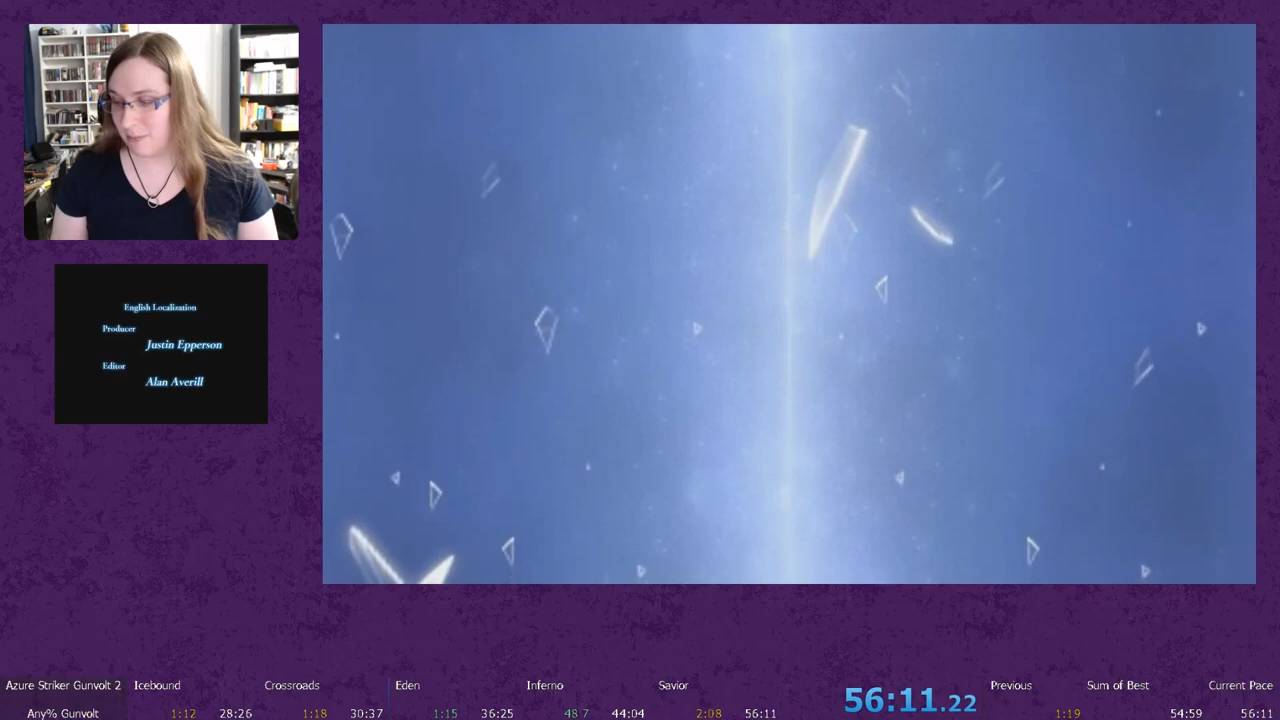 English Localization
Producer
Justin Epperson
Editor
Alan Averill
Azure Striker Gunvolt 2 Icebound Crossroads Eden Inferno Savior 56:11.22 Previous Sum of Best Current Pace
Any% Gunvolt 1:12 28:26 1:18 30:37 1:15 36:25 48.7 44:04 2:08 56:11 1:19 54:59 56:11